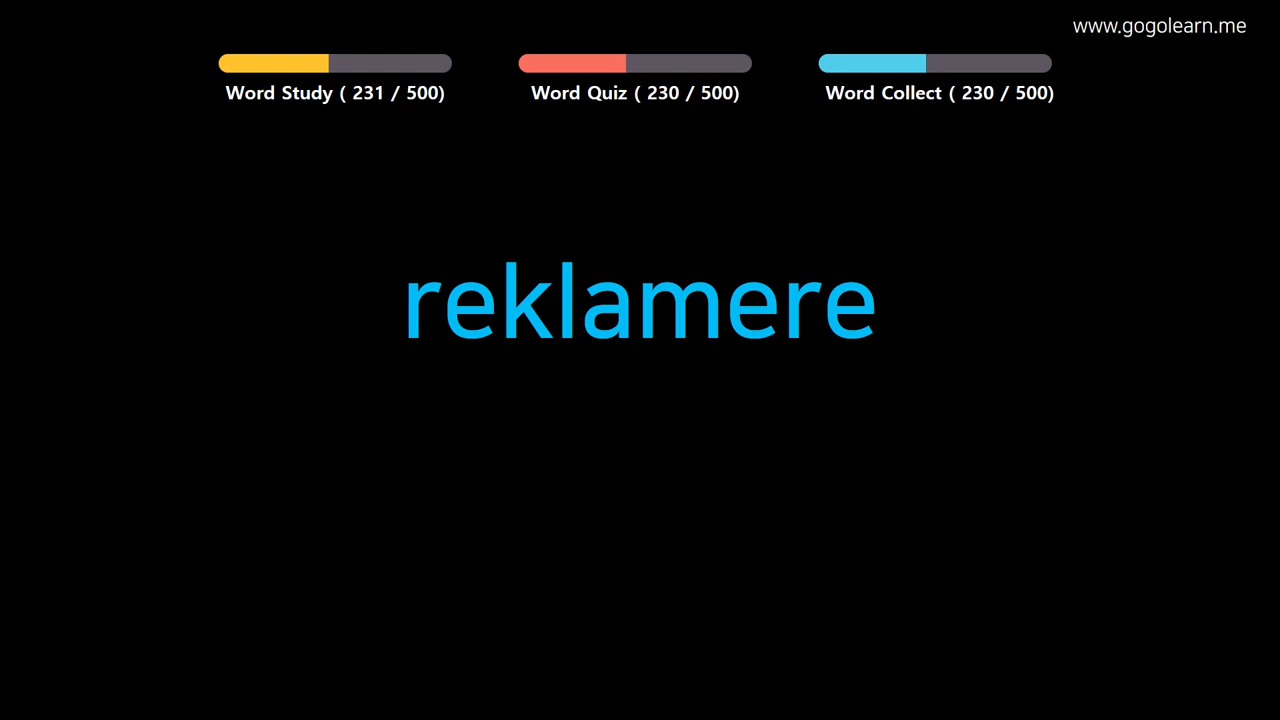 www.gogolearn.me
Word Study ( 231 / 500)
Word Quiz ( 230 / 500)
Word Collect ( 230 / 500)
reklamere